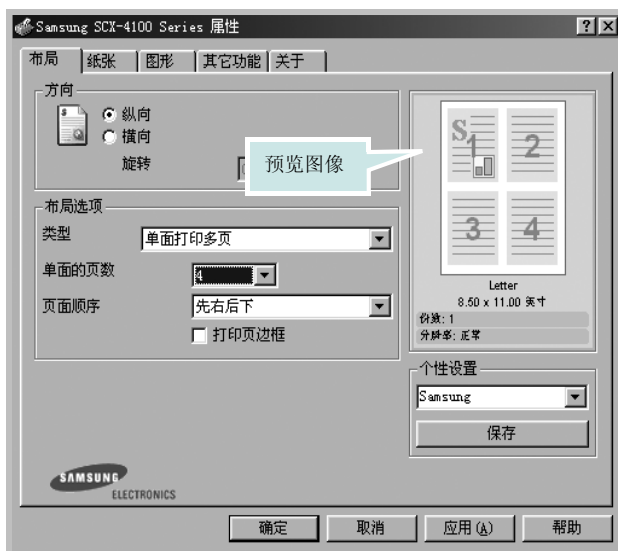 Samsung SCX-4100 Series 属性
布局 纸张 图形 其它功能 关于
方向
纵向
横向
旋转
预览图像
布局选项
类型 单面打印多页
单面的页数 4
页面顺序 先右后下
打印页边框
S
1 2
3 4
Letter
8.50 x 11.00 英寸
份数: 1
分辨率: 正常
个性设置
Samsung
保存
SAMSUNG
ELECTRONICS
确定 取消 应用(A) 帮助